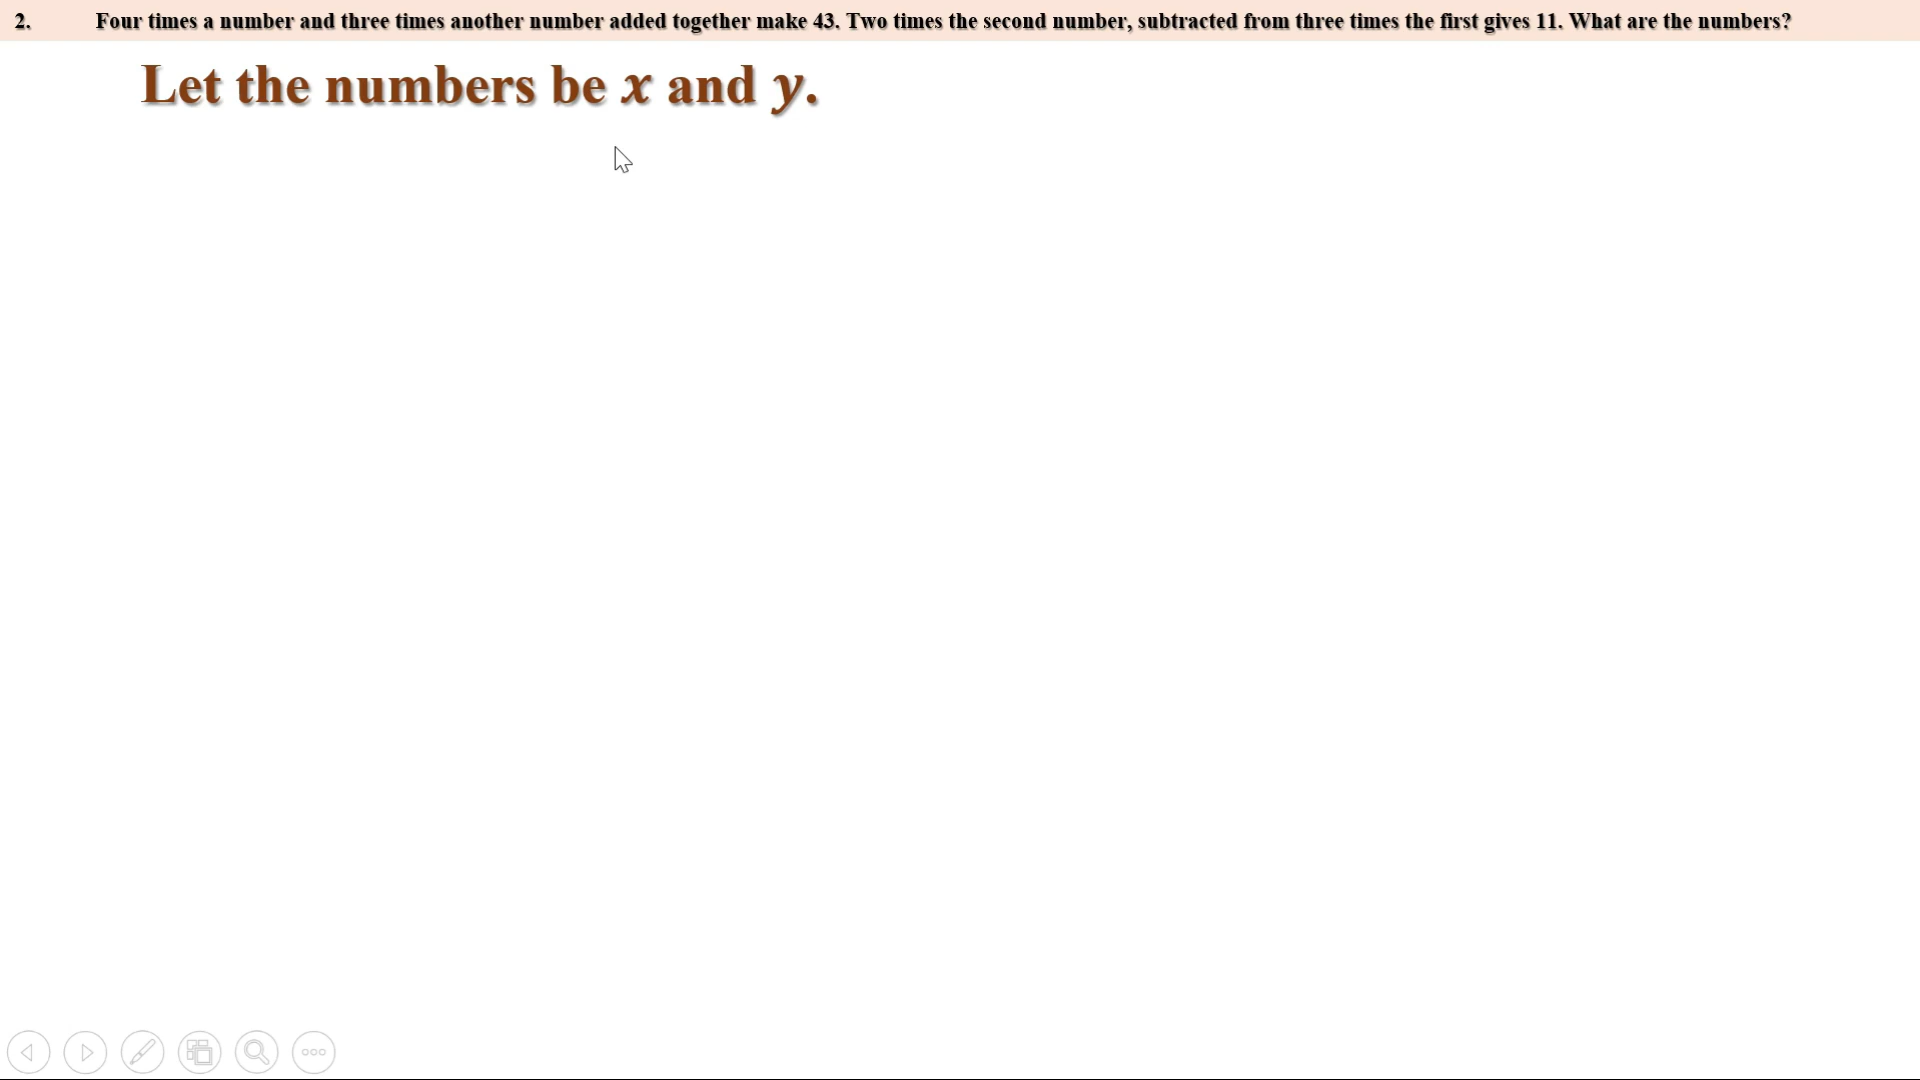 2. Four times a number and three times another number added together make 43. Two times the second number, subtracted from three times the first gives 11. What are the numbers?
Let the numbers be x and y.